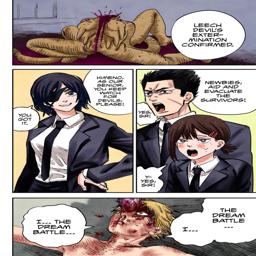 LEECH
DEVIL'S
EXTER-
MINATION
CONFIRMED.
HIMENO,
AS OUR
SENIOR,
YOU KEEP
WATCH
FOR
DEVILS,
PLEASE!
YOU
GOT
IT.
NEWBIES,
AID AND
EVACUATE
THE
SURVIVORS!
YES,
SIR!
Y-
YES,
SIR!
I... THE
DREAM
BATTLE...
THE
DREAM
BATTLE...
I...